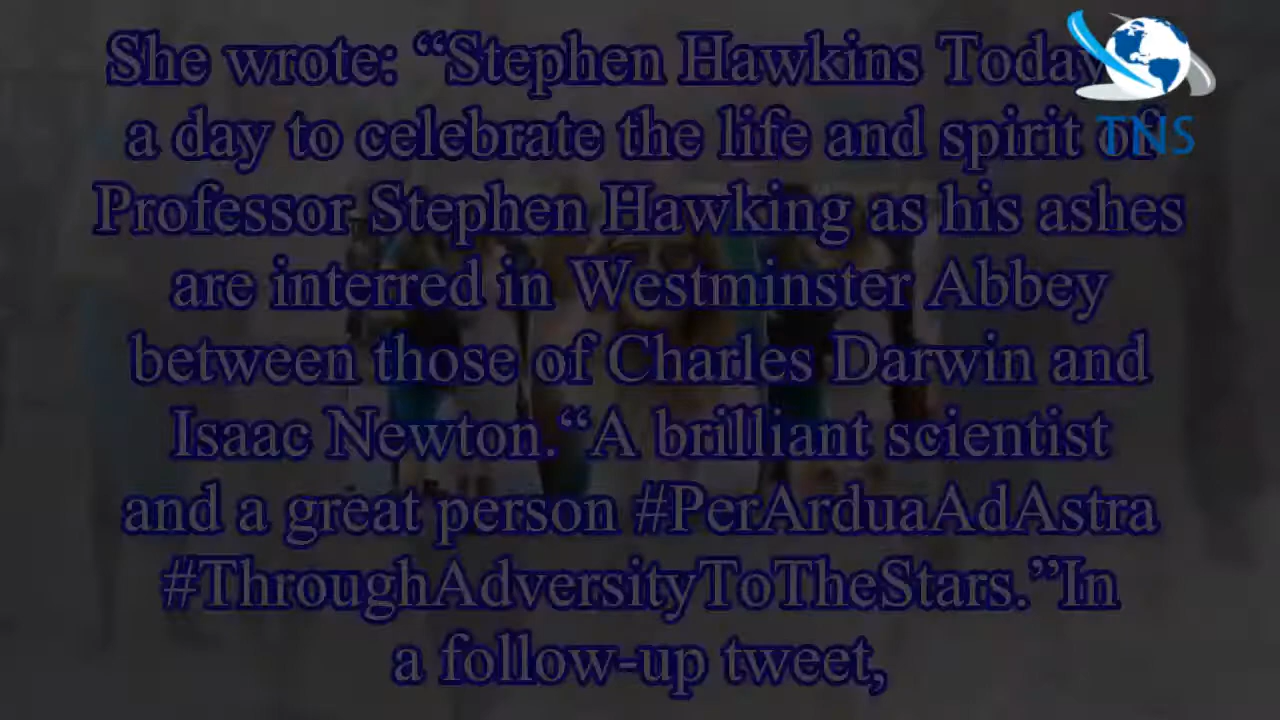 She wrote: “Stephen Hawkins Today
a day to celebrate the life and spirit of
Professor Stephen Hawking as his ashes
are interred in Westminster Abbey
between those of Charles Darwin and
Isaac Newton.“A brilliant scientist
and a great person #PerArduaAdAstra
#ThroughAdversityToTheStars.”In
a follow-up tweet,
TNS